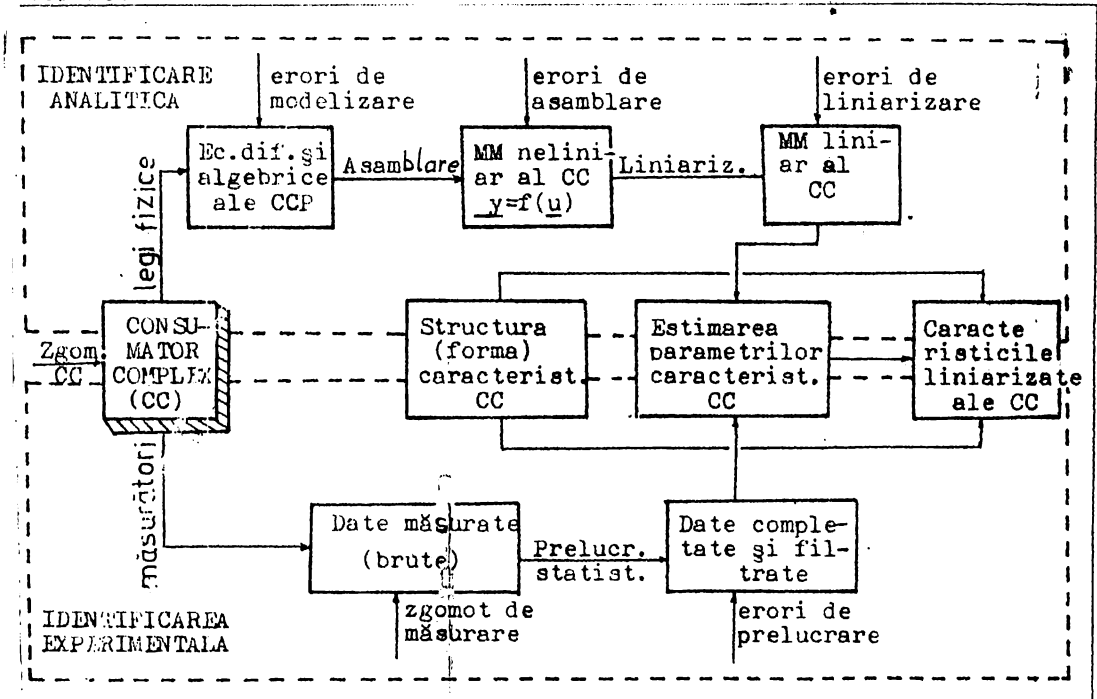 IDENTIFICARE
ANALITICA
erori de
modelizare
erori de
asamblare
erori de
liniarizare
Ec.dif.şi
algebrice
ale CCP
Asamblare
MM nelini-
ar al CC
y=f(u)
Liniariz.
MM lini-
ar al
CC
legi fizice
Zgom.
CC
CONSU-
MATOR
COMPLEX
(CC)
Structura
(forma)
caracterist.
CC
Estimarea
parametrilor
caracterist.
CC
Caracte
risticile
liniarizate
ale CC
măsurători
Date măsurate
(brute)
Prelucr.
statist.
Date comple-
tate şi fil-
trate
zgomot de
măsurare
erori de
prelucrare
IDENTIFICAREA
EXPERIMENTALA